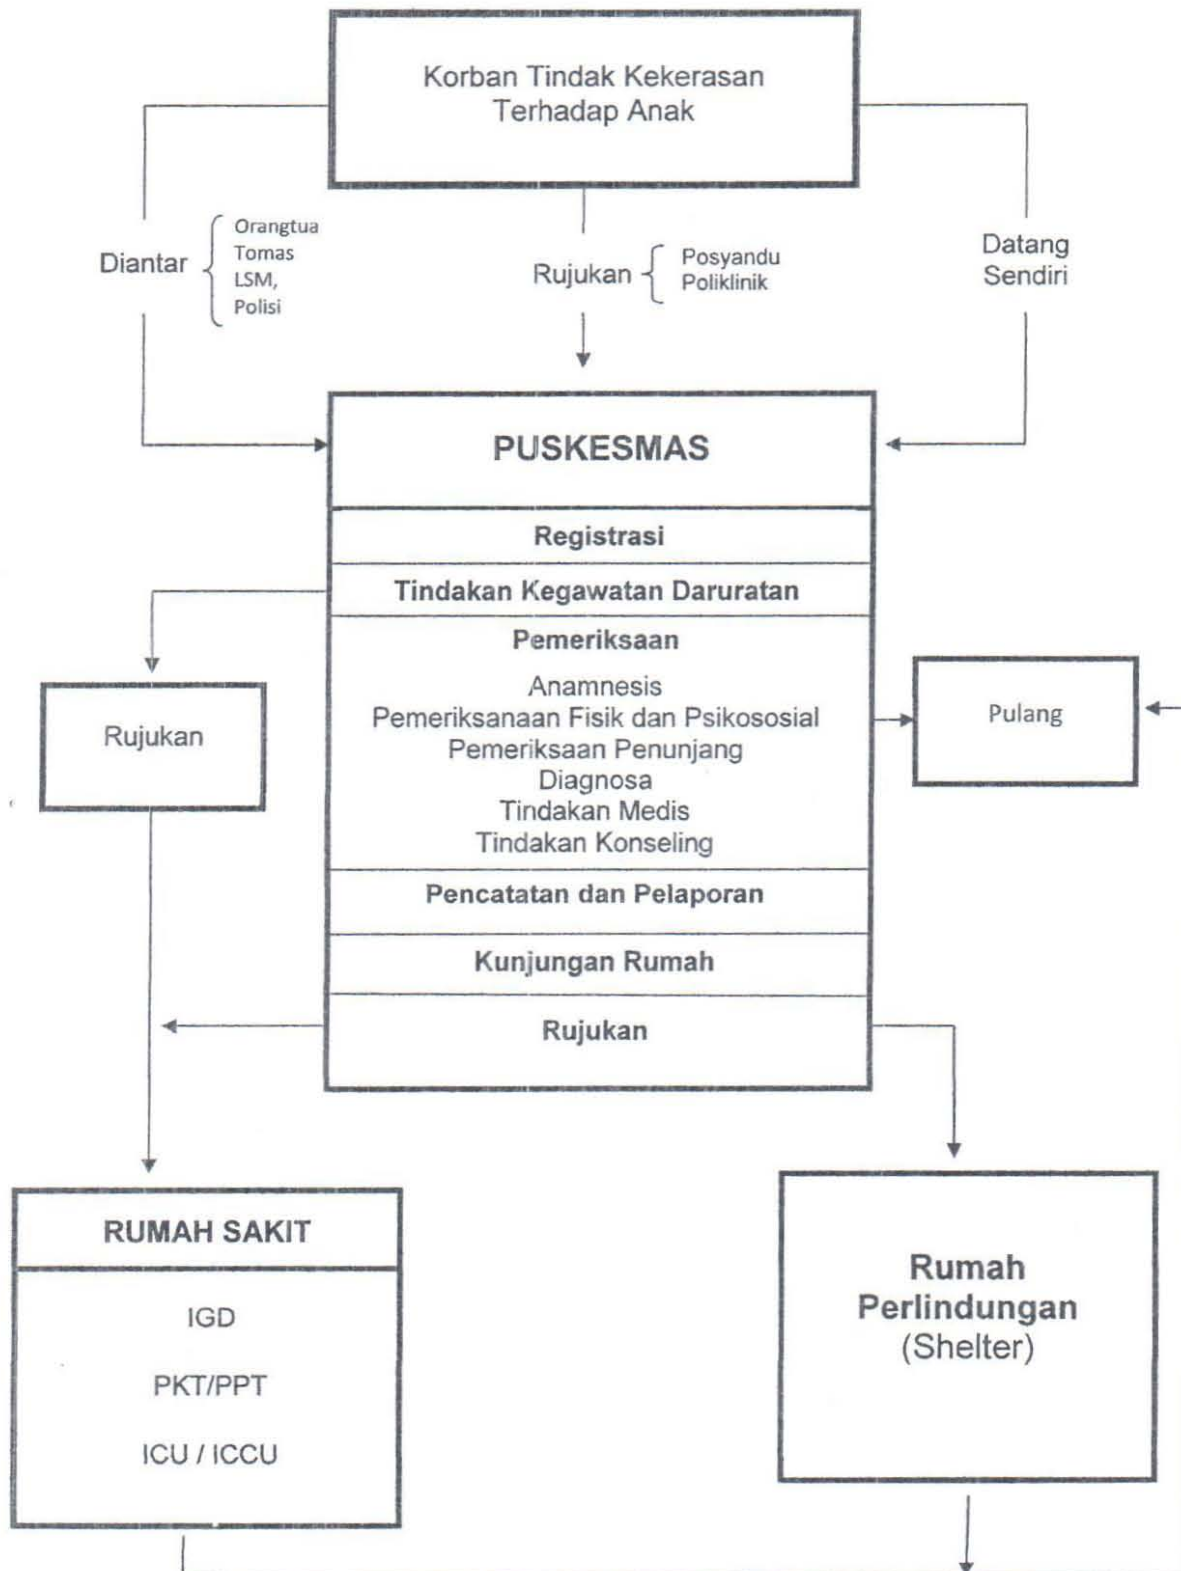 Korban Tindak Kekerasan
Terhadap Anak
Diantar
Orangtua
Tomas
LSM,
Polisi
Rujukan
Posyandu
Poliklinik
Datang
Sendiri
PUSKESMAS
Registrasi
Tindakan Kegawatan Daruratan
Pemeriksaan
Anamnesis
Pemeriksanaan Fisik dan Psikososial
Pemeriksaan Penunjang
Diagnosa
Tindakan Medis
Tindakan Konseling
Rujukan
Pulang
Pencatatan dan Pelaporan
Kunjungan Rumah
Rujukan
RUMAH SAKIT
IGD
PKT/PPT
ICU / ICCU
Rumah
Perlindungan
(Shelter)